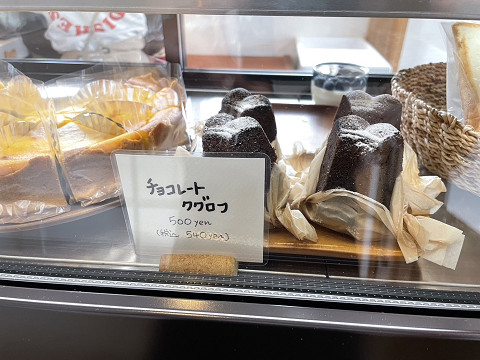 チョコレート
クグロフ
500 yen
(税込 540 yen)